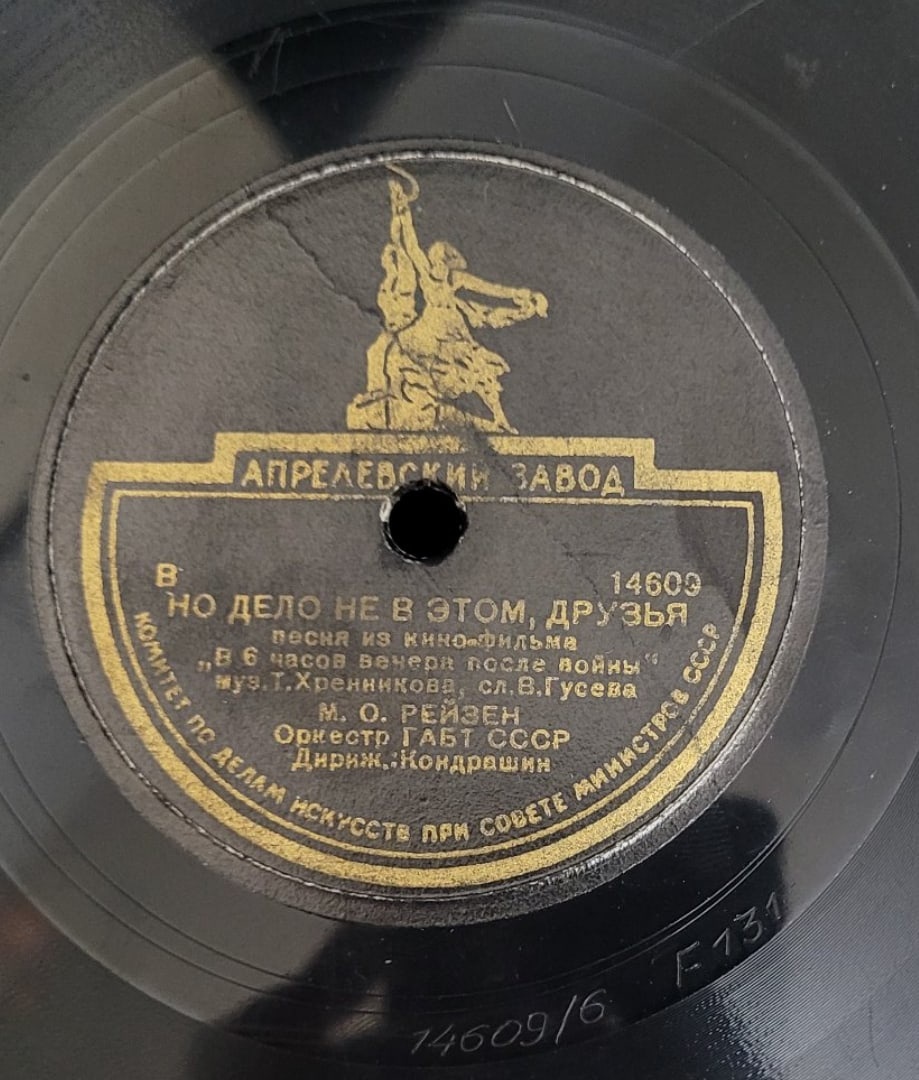 АПРЕЛЕВСКИЙ ЗАВОД
В 14609
НО ДЕЛО НЕ В ЭТОМ, ДРУЗЬЯ
песня из кино-фильма
„В 6 часов вечера после войны"
муз.Т.Хренникова, сл.В.Гусева
М. О. РЕЙЗЕН
Оркестр ГАБТ СССР
Дириж.:Кондрашин
КОМИТЕТ ПО ДЕЛАМ ИСКУССТВ ПРИ СОВЕТЕ МИНИСТРОВ СССР
14609/6 F131